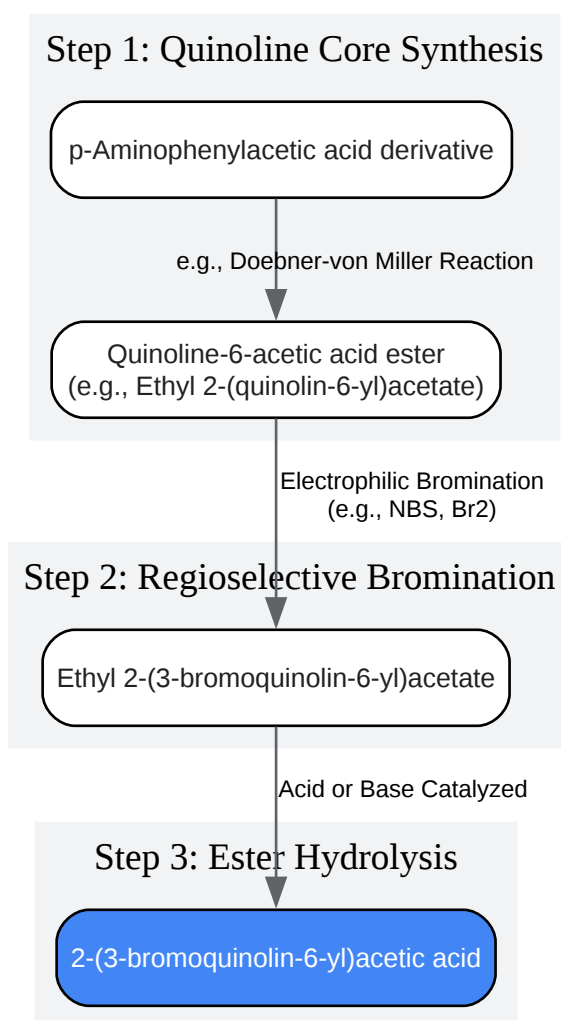 Step 1: Quinoline Core Synthesis
p-Aminophenylacetic acid derivative
e.g., Doebner-von Miller Reaction
Quinoline-6-acetic acid ester
(e.g., Ethyl 2-(quinolin-6-yl)acetate)
Electrophilic Bromination
(e.g., NBS, Br2)
Step 2: Regioselective Bromination
Ethyl 2-(3-bromoquinolin-6-yl)acetate
Acid or Base Catalyzed
Step 3: Ester Hydrolysis
2-(3-bromoquinolin-6-yl)acetic acid